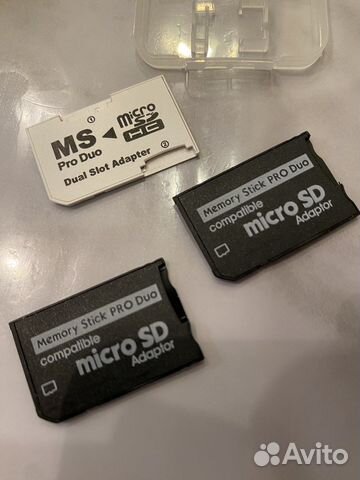 ①
MS ◄ micro SD HC
Pro Duo
Dual Slot Adapter ②
Memory Stick PRO Duo
compatible
micro SD
Adaptor
Memory Stick PRO Duo
compatible
micro SD
Adaptor
Avito